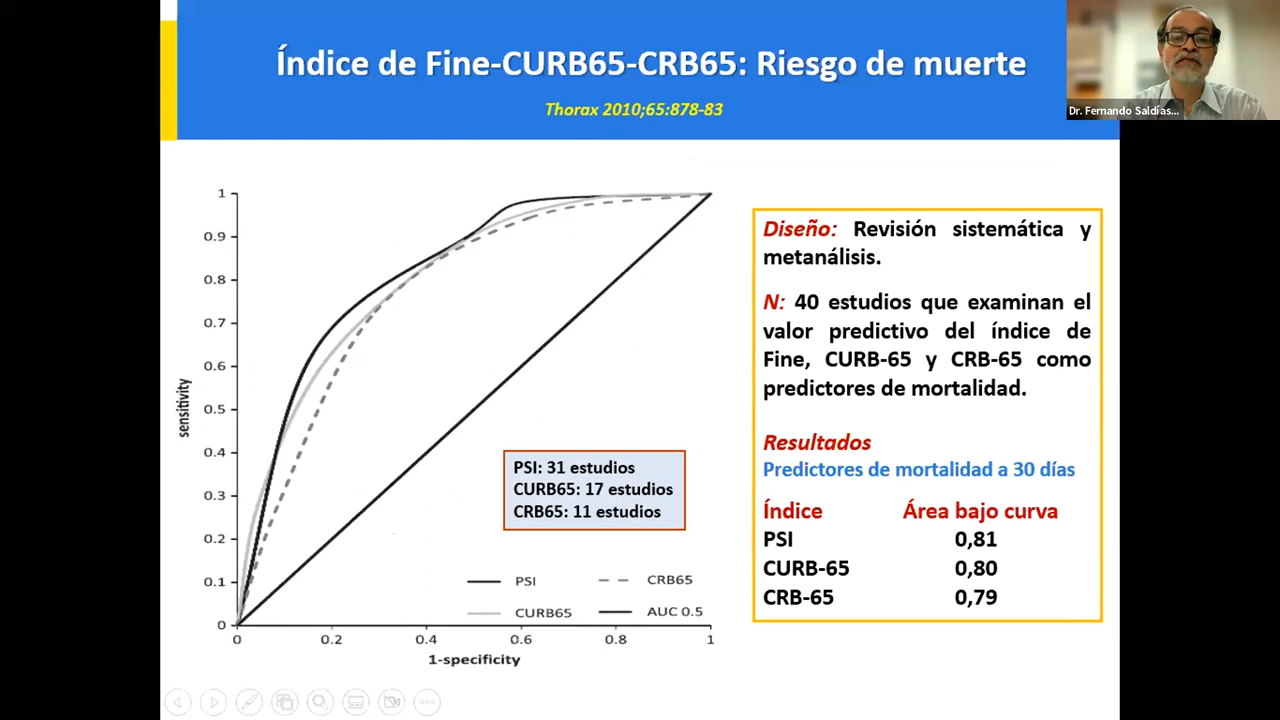 Índice de Fine-CURB65-CRB65: Riesgo de muerte
Thorax 2010;65:878-83
Dr. Fernando Saldías...
1
0.9
0.8
0.7
0.6
0.5
0.4
0.3
0.2
0.1
0
sensitivity
0 0.2 0.4 0.6 0.8 1
1-specificity
PSI: 31 estudios
CURB65: 17 estudios
CRB65: 11 estudios
PSI CRB65
CURB65 AUC 0.5
Diseño: Revisión sistemática y
metanálisis.
N: 40 estudios que examinan el
valor predictivo del índice de
Fine, CURB-65 y CRB-65 como
predictores de mortalidad.
Resultados
Predictores de mortalidad a 30 días
Índice Área bajo curva
PSI 0,81
CURB-65 0,80
CRB-65 0,79